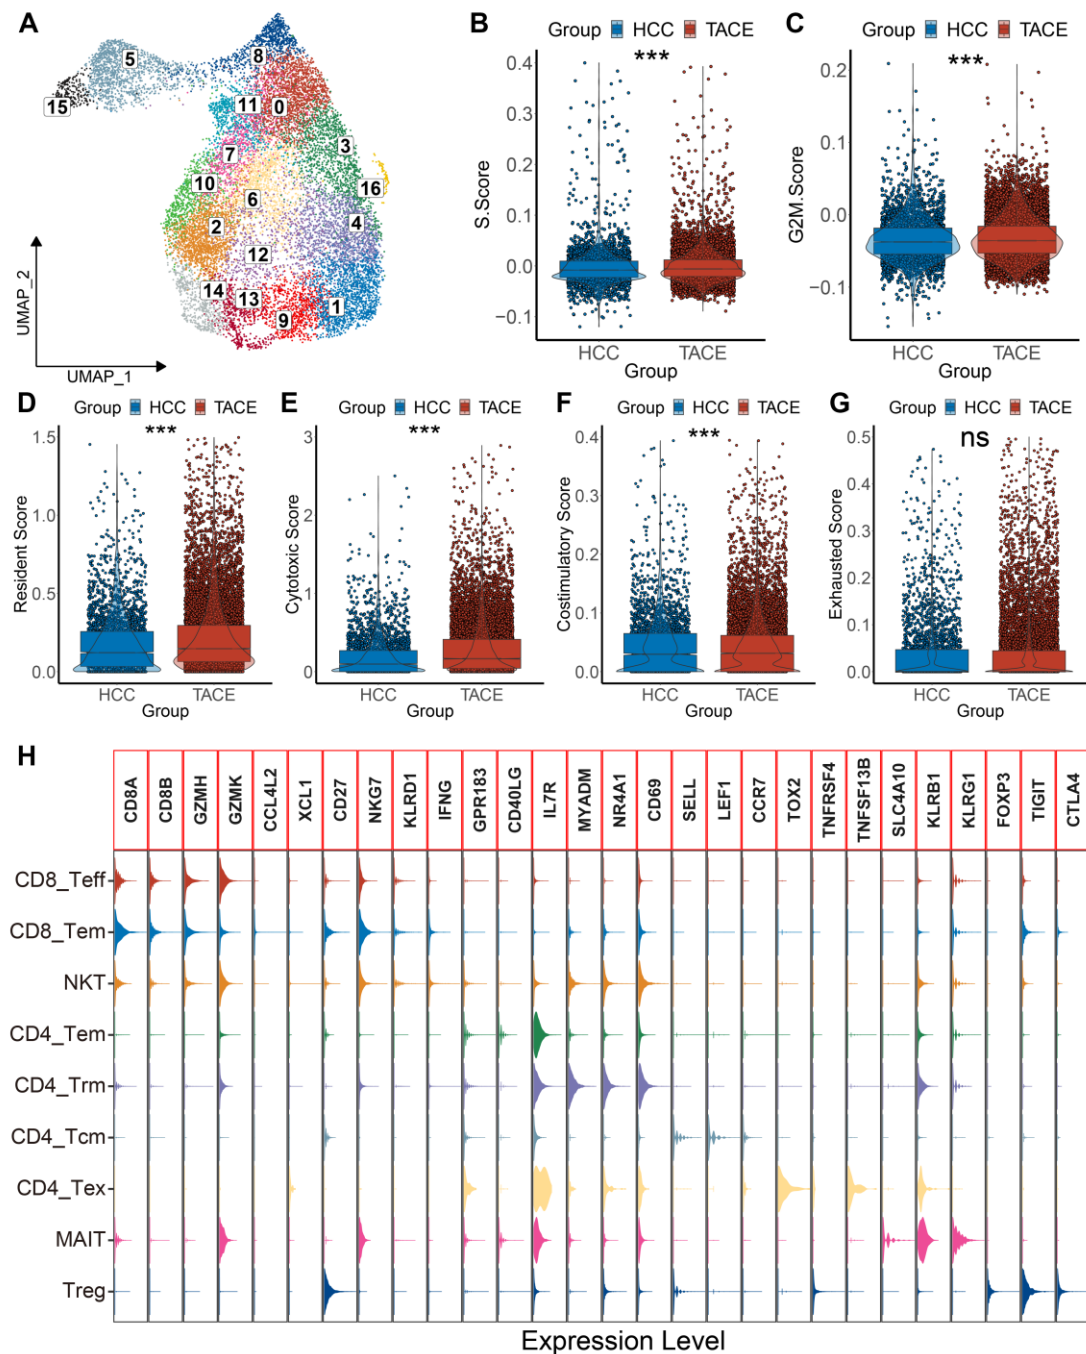 A
5
8
15
11
0
3
7
10
16
6
2
4
12
14
13
1
9
UMAP_2
UMAP_1
B
Group HCC TACE
***
S.Score
0.4
0.3
0.2
0.1
0.0
−0.1
HCC TACE
Group
C
Group HCC TACE
***
G2M.Score
0.2
0.1
0.0
−0.1
HCC TACE
Group
D
Group HCC TACE
***
Resident Score
1.5
1.0
0.5
0.0
HCC TACE
Group
E
Group HCC TACE
***
Cytotoxic Score
3
2
1
0
HCC TACE
Group
F
Group HCC TACE
***
Costimulatory Score
0.4
0.3
0.2
0.1
0.0
HCC TACE
Group
G
Group HCC TACE
ns
Exhausted Score
0.5
0.4
0.3
0.2
0.1
0.0
HCC TACE
Group
H
CD8A
CD8B
GZMH
GZMK
CCL4L2
XCL1
CD27
NKG7
KLRD1
IFNG
GPR183
CD40LG
IL7R
MYADM
NR4A1
CD69
SELL
LEF1
CCR7
TOX2
TNFRSF4
TNFSF13B
SLC4A10
KLRB1
KLRG1
FOXP3
TIGIT
CTLA4
CD8_Teff
CD8_Tem
NKT
CD4_Tem
CD4_Trm
CD4_Tcm
CD4_Tex
MAIT
Treg
Expression Level